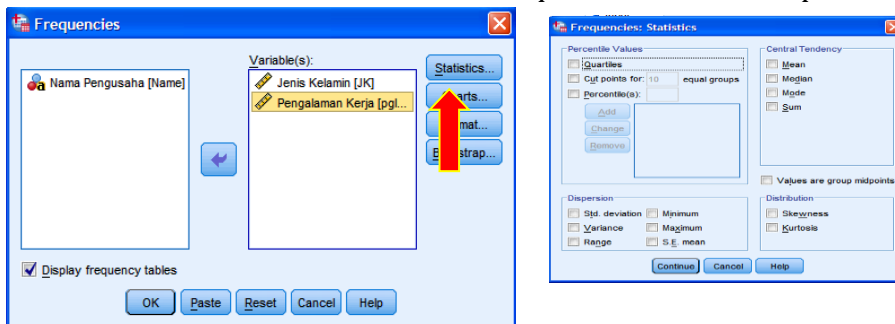 Frequencies
Variable(s):
Nama Pengusaha [Name]
Jenis Kelamin [JK]
Pengalaman Kerja [pgl...
Statistics...
arts...
mat...
B strap...
Display frequency tables
OK Paste Reset Cancel Help
Frequencies: Statistics
Percentile Values
Quartiles
Cut points for: 10 equal groups
Percentile(s):
Add
Change
Remove
Central Tendency
Mean
Median
Mode
Sum
Values are group midpoints
Dispersion
Std. deviation Minimum
Variance Maximum
Range S.E. mean
Distribution
Skewness
Kurtosis
Continue Cancel Help